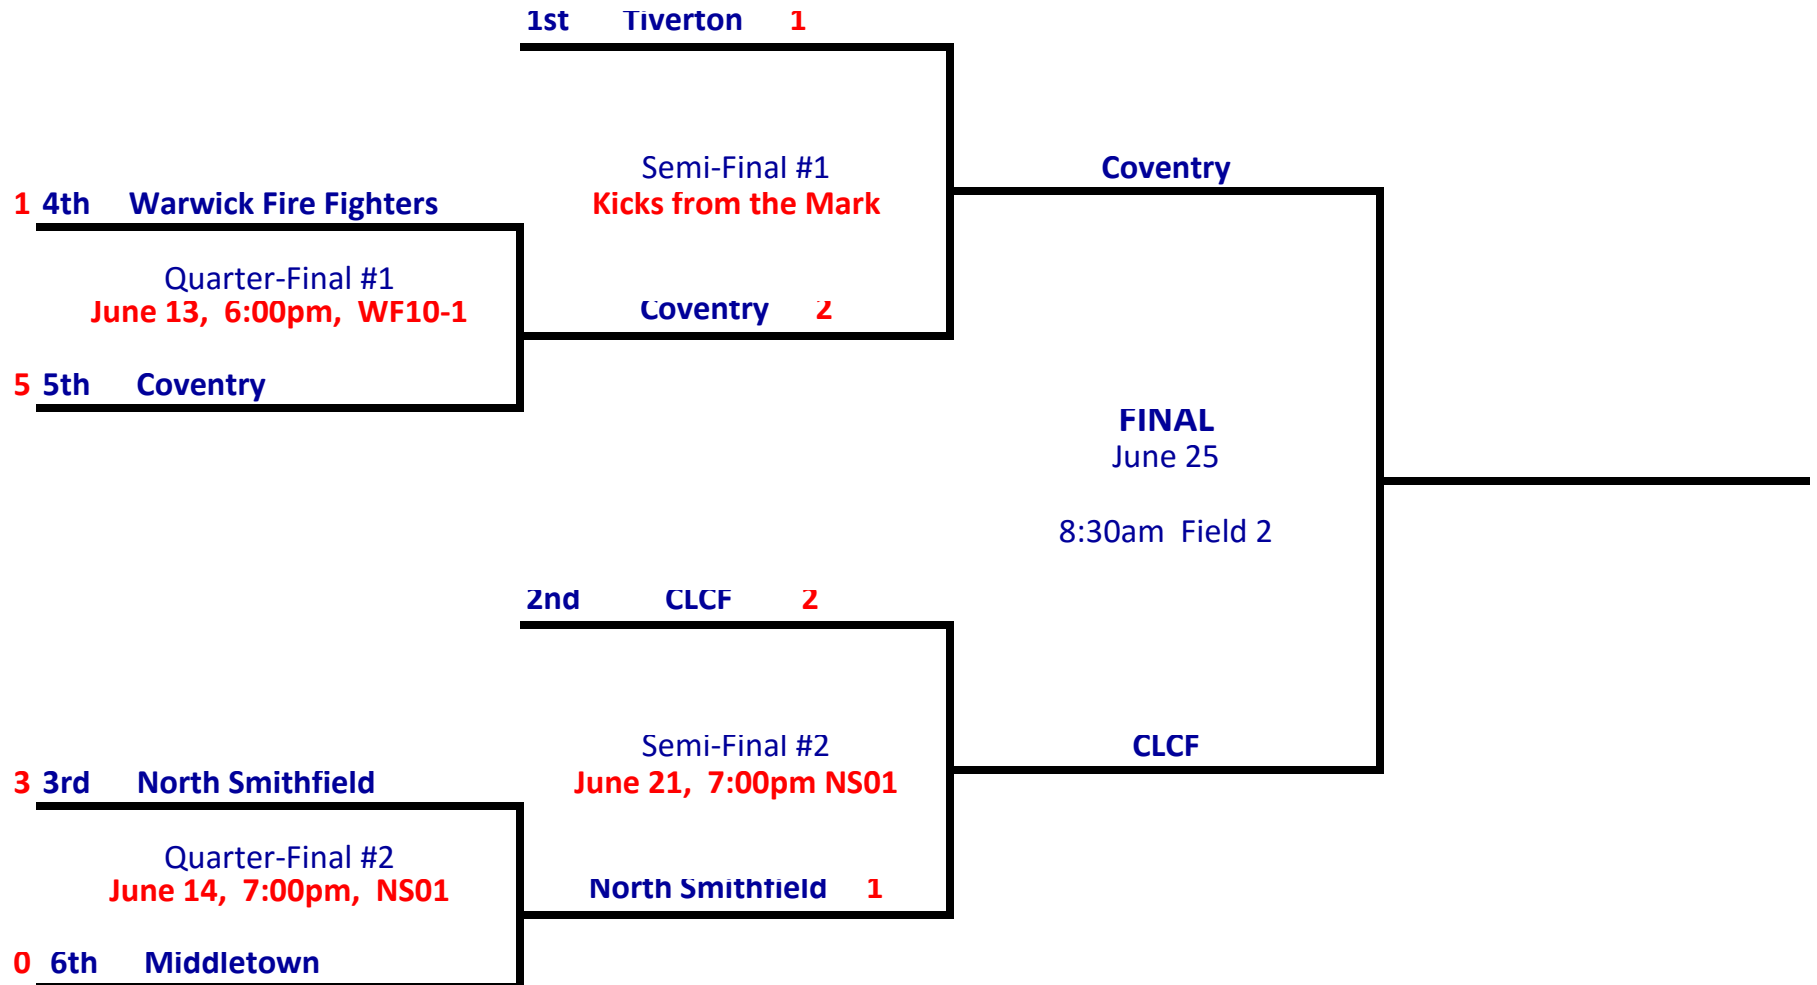 1st Tiverton 1
Semi-Final #1
Kicks from the Mark
Coventry
1 4th Warwick Fire Fighters
Quarter-Final #1
June 13, 6:00pm, WF10-1
Coventry 2
5 5th Coventry
FINAL
June 25
8:30am Field 2
2nd CLCF 2
Semi-Final #2
June 21, 7:00pm NS01
CLCF
3 3rd North Smithfield
Quarter-Final #2
June 14, 7:00pm, NS01
North Smithfield 1
0 6th Middletown